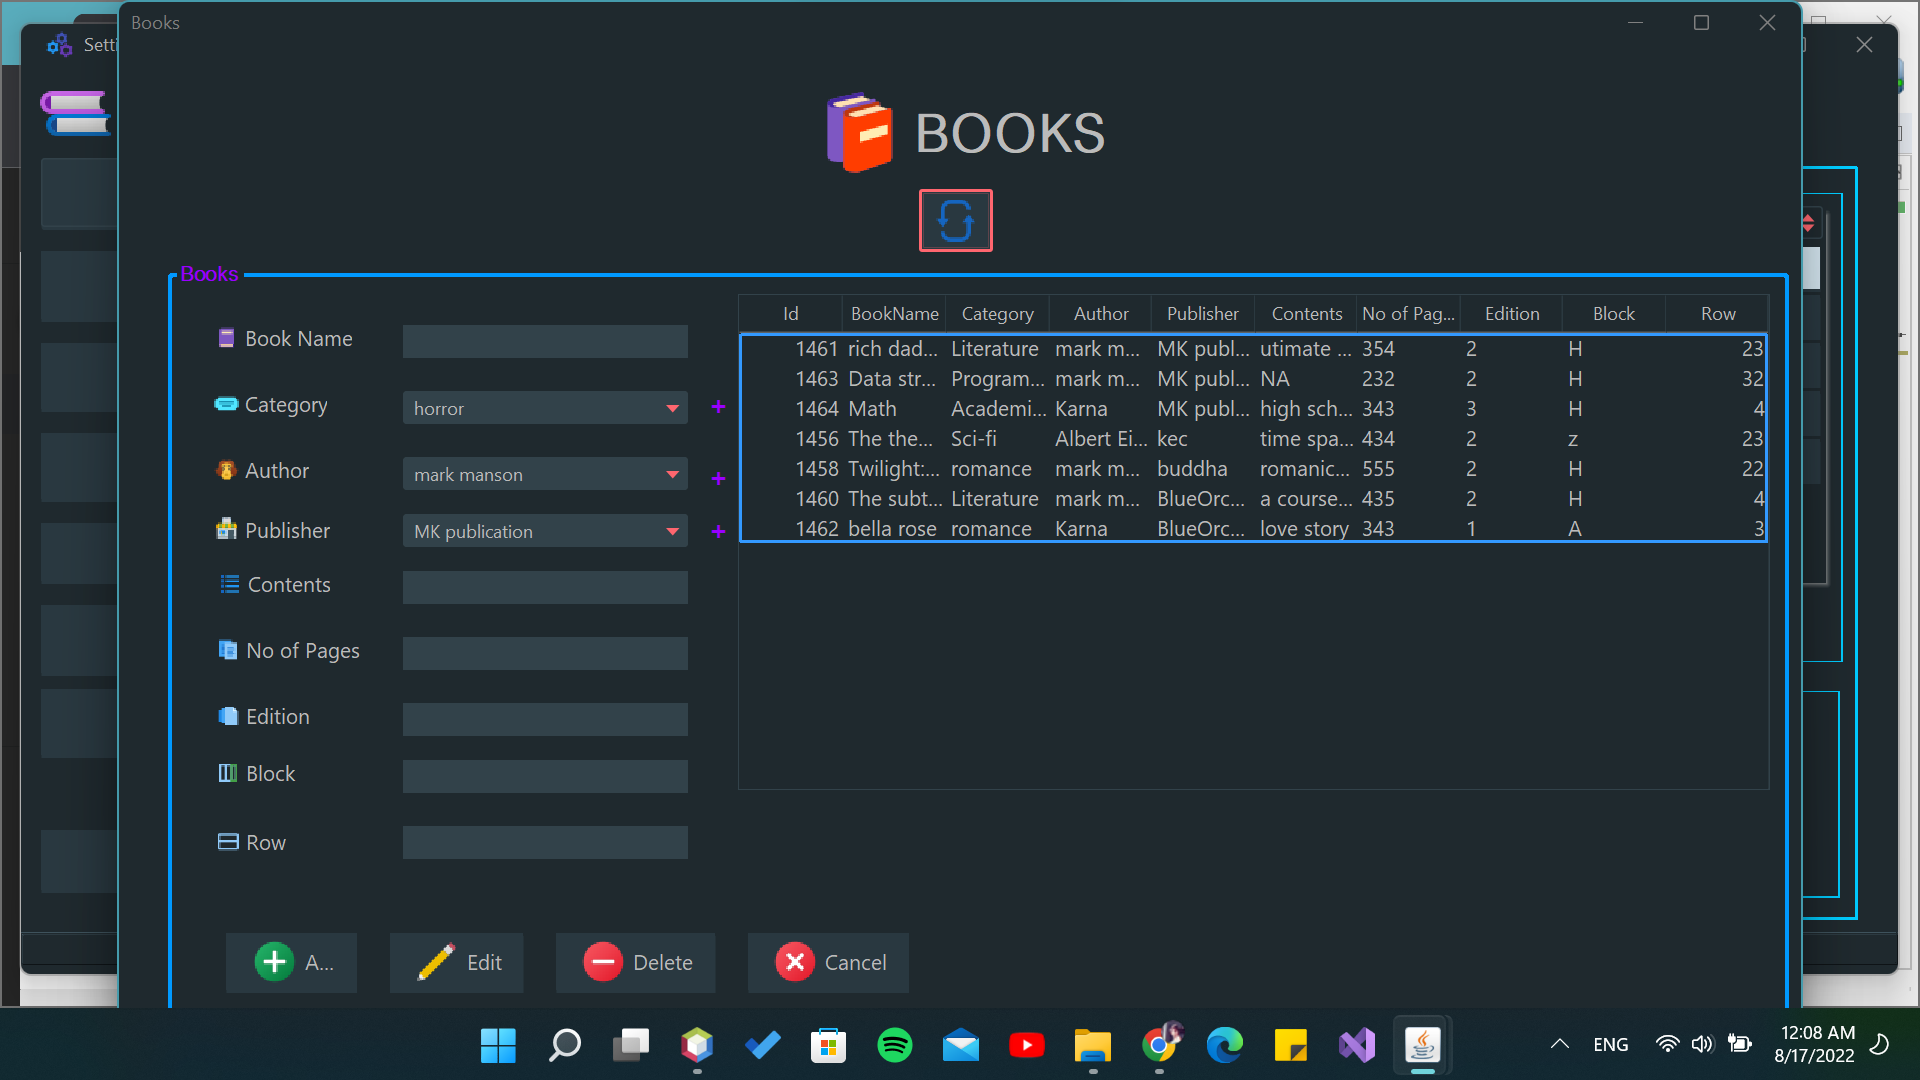 Books
Setti
BOOKS
Books
Book Name
Category horror +
Author mark manson +
Publisher MK publication +
Contents
No of Pages
Edition
Block
Row
Id BookName Category Author Publisher Contents No of Pag... Edition Block Row
1461 rich dad... Literature mark m... MK publ... utimate ... 354 2 H 23
1463 Data str... Program... mark m... MK publ... NA 232 2 H 32
1464 Math Academi... Karna MK publ... high sch... 343 3 H 4
1456 The the... Sci-fi Albert Ei... kec time spa... 434 2 z 23
1458 Twilight:... romance mark m... buddha romanic... 555 2 H 22
1460 The subt... Literature mark m... BlueOrc... a course... 435 2 H 4
1462 bella rose romance Karna BlueOrc... love story 343 1 A 3
A... Edit Delete Cancel
ENG
12:08 AM
8/17/2022